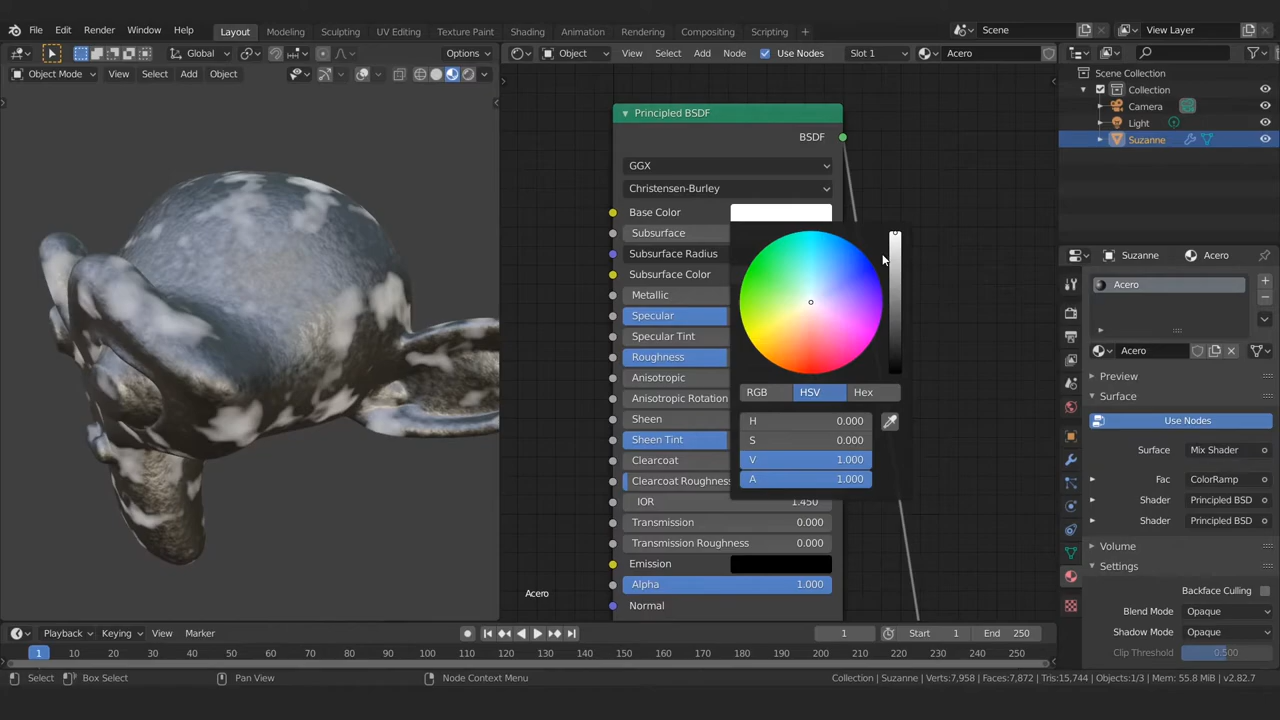 File Edit Render Window Help Layout Modeling Sculpting UV Editing Texture Paint Shading Animation Rendering Compositing Scripting + Scene View Layer
Global Options Object View Select Add Node Use Nodes Slot 1 Acero
Object Mode View Select Add Object
Scene Collection
Collection
Camera
Light
Suzanne
Principled BSDF
BSDF
GGX
Christensen-Burley
Base Color
Subsurface
Subsurface Radius
Subsurface Color
Metallic
Specular
Specular Tint
Roughness
Anisotropic
Anisotropic Rotation
Sheen
Sheen Tint
Clearcoat
Clearcoat Roughness
IOR 1.450
Transmission 0.000
Transmission Roughness 0.000
Emission
Alpha 1.000
Normal
RGB HSV Hex
H 0.000
S 0.000
V 1.000
A 1.000
Acero
Suzanne Acero
Acero
Acero
Preview
Surface
Use Nodes
Surface Mix Shader
Fac ColorRamp
Shader Principled BSD
Shader Principled BSD
Volume
Settings
Backface Culling
Blend Mode Opaque
Shadow Mode Opaque
Clip Threshold 0.500
Playback Keying View Marker 1 Start 1 End 250
1 10 20 30 40 50 60 70 80 90 100 110 120 130 140 150 160 170 180 190 200 210 220 230 240 250
Select Box Select Pan View Node Context Menu Collection | Suzanne | Verts:7,958 | Faces:7,872 | Tris:15,744 | Objects:1/3 | Mem: 55.8 MiB | v2.82.7